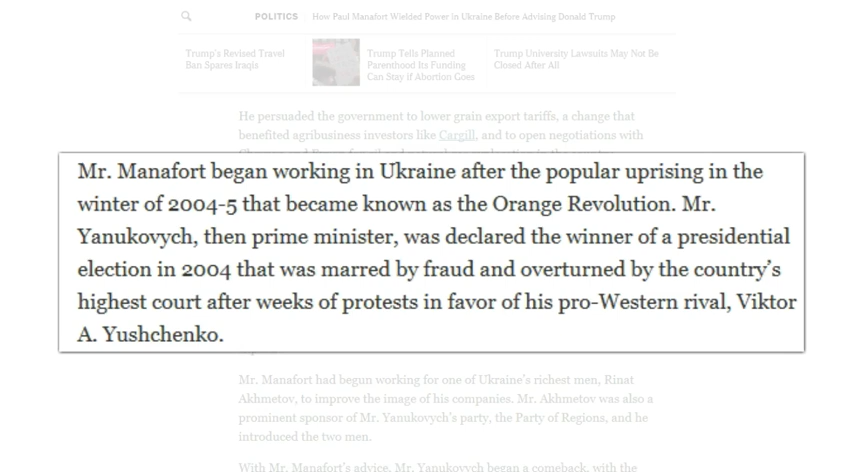 POLITICS How Paul Manafort Wielded Power in Ukraine Before Advising Donald Trump
Trump's Revised Travel
Ban Spares Iraqis
Trump Tells Planned
Parenthood Its Funding
Can Stay if Abortion Goes
Trump University Lawsuits May Not Be
Closed After All
He persuaded the government to lower grain export tariffs, a change that
benefited agribusiness investors like Cargill, and to open negotiations with
Mr. Manafort began working in Ukraine after the popular uprising in the
winter of 2004-5 that became known as the Orange Revolution. Mr.
Yanukovych, then prime minister, was declared the winner of a presidential
election in 2004 that was marred by fraud and overturned by the country's
highest court after weeks of protests in favor of his pro-Western rival, Viktor
A. Yushchenko.
Mr. Manafort had begun working for one of Ukraine's richest men, Rinat
Akhmetov, to improve the image of his companies. Mr. Akhmetov was also a
prominent sponsor of Mr. Yanukovych's party, the Party of Regions, and he
introduced the two men.
With Mr. Manafort's advice, Mr. Yanukovych began a comeback, with the